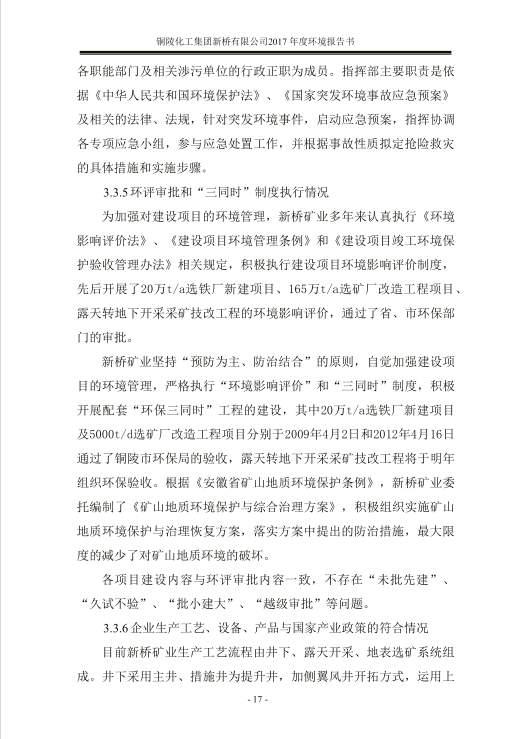 铜陵化工集团新桥有限公司2017 年度环境报告书
各职能部门及相关涉污单位的行政正职为成员。指挥部主要职责是依
据《中华人民共和国环境保护法》、《国家突发环境事故应急预案》
及相关的法律、法规，针对突发环境事件，启动应急预案，指挥协调
各专项应急小组，参与应急处置工作，并根据事故性质拟定抢险救灾
的具体措施和实施步骤。
3.3.5 环评审批和“三同时”制度执行情况
为加强对建设项目的环境管理，新桥矿业多年来认真执行《环境
影响评价法》、《建设项目环境管理条例》和《建设项目竣工环境保
护验收管理办法》相关规定，积极执行建设项目环境影响评价制度，
先后开展了20万t/a选铁厂新建项目、165万t/a选矿厂改造工程项目、
露天转地下开采采矿技改工程的环境影响评价，通过了省、市环保部
门的审批。
新桥矿业坚持“预防为主、防治结合”的原则，自觉加强建设项
目的环境管理，严格执行“环境影响评价”和“三同时”制度，积极
开展配套“环保三同时”工程的建设，其中20万t/a选铁厂新建项目
及5000t/d选矿厂改造工程项目分别于2009年4月2日和2012年4月16日
通过了铜陵市环保局的验收，露天转地下开采采矿技改工程将于明年
组织环保验收。根据《安徽省矿山地质环境保护条例》，新桥矿业委
托编制了《矿山地质环境保护与综合治理方案》，积极组织实施矿山
地质环境保护与治理恢复方案，落实方案中提出的防治措施，最大限
度的减少了对矿山地质环境的破坏。
各项目建设内容与环评审批内容一致，不存在“未批先建”、
“久试不验”、“批小建大”、“越级审批”等问题。
3.3.6 企业生产工艺、设备、产品与国家产业政策的符合情况
目前新桥矿业生产工艺流程由井下、露天开采、地表选矿系统组
成。井下采用主井、措施井为提升井，加侧翼风井开拓方式，运用上
- 17 -